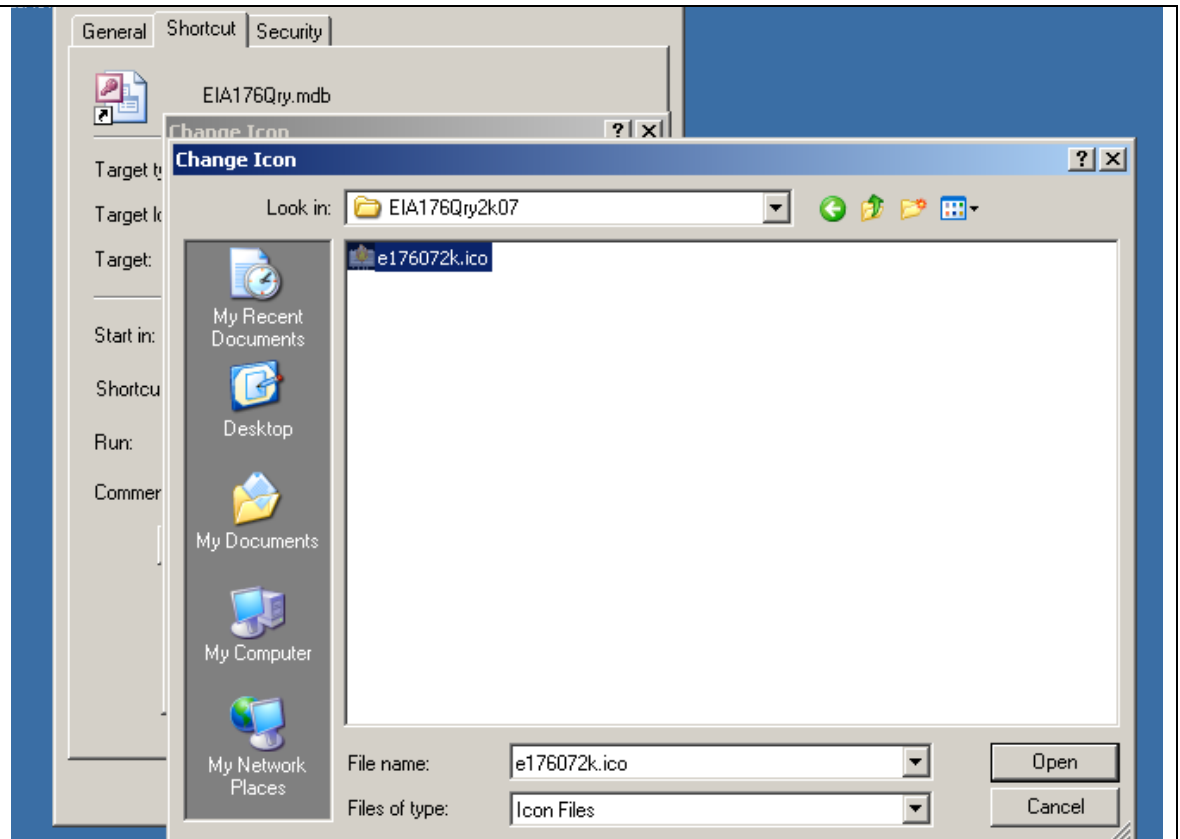 General Shortcut Security
EIA176Qry.mdb
Change Icon
Change Icon
Target ty
Look in: EIA176Qry2k07
Target lo
Target:
e176072k.ico
My Recent
Documents
Start in:
Shortcu
Desktop
Run:
Commer
My Documents
My Computer
My Network
Places
File name: e176072k.ico Open
Files of type: Icon Files Cancel